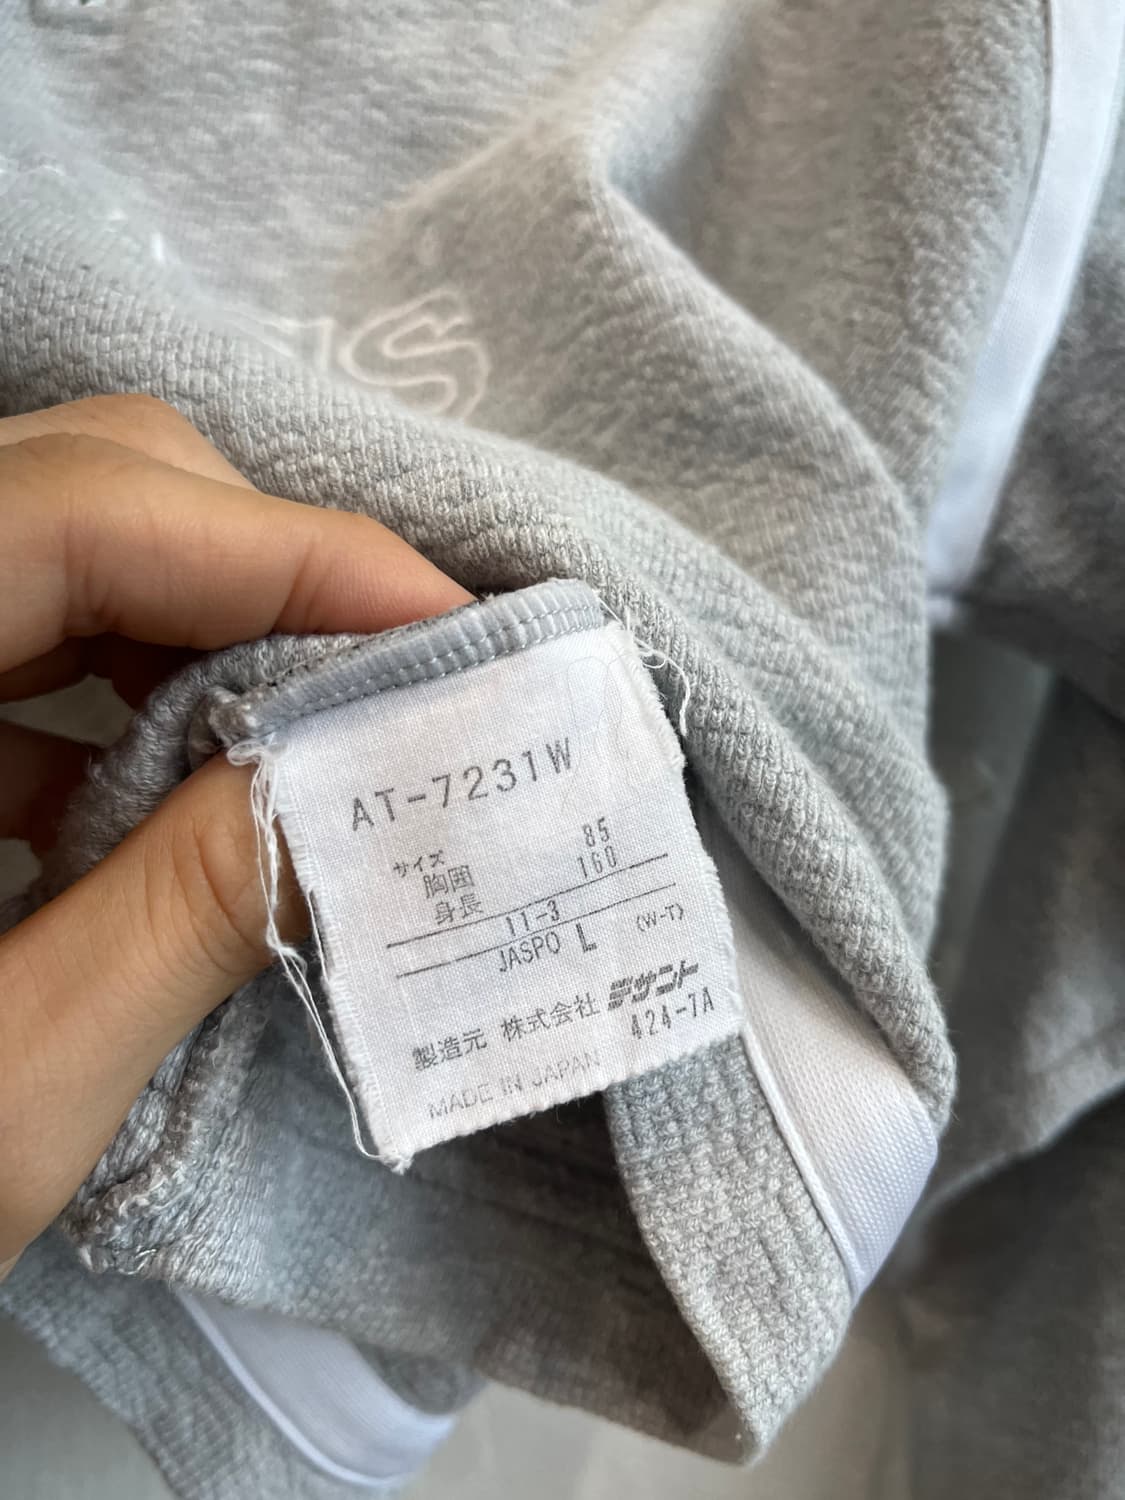 S
AT-7231W
サイズ
胸囲 85
身長 160
11-3
JASPO L (W-T)
製造元 株式会社 デサント
424-7A
MADE IN JAPAN